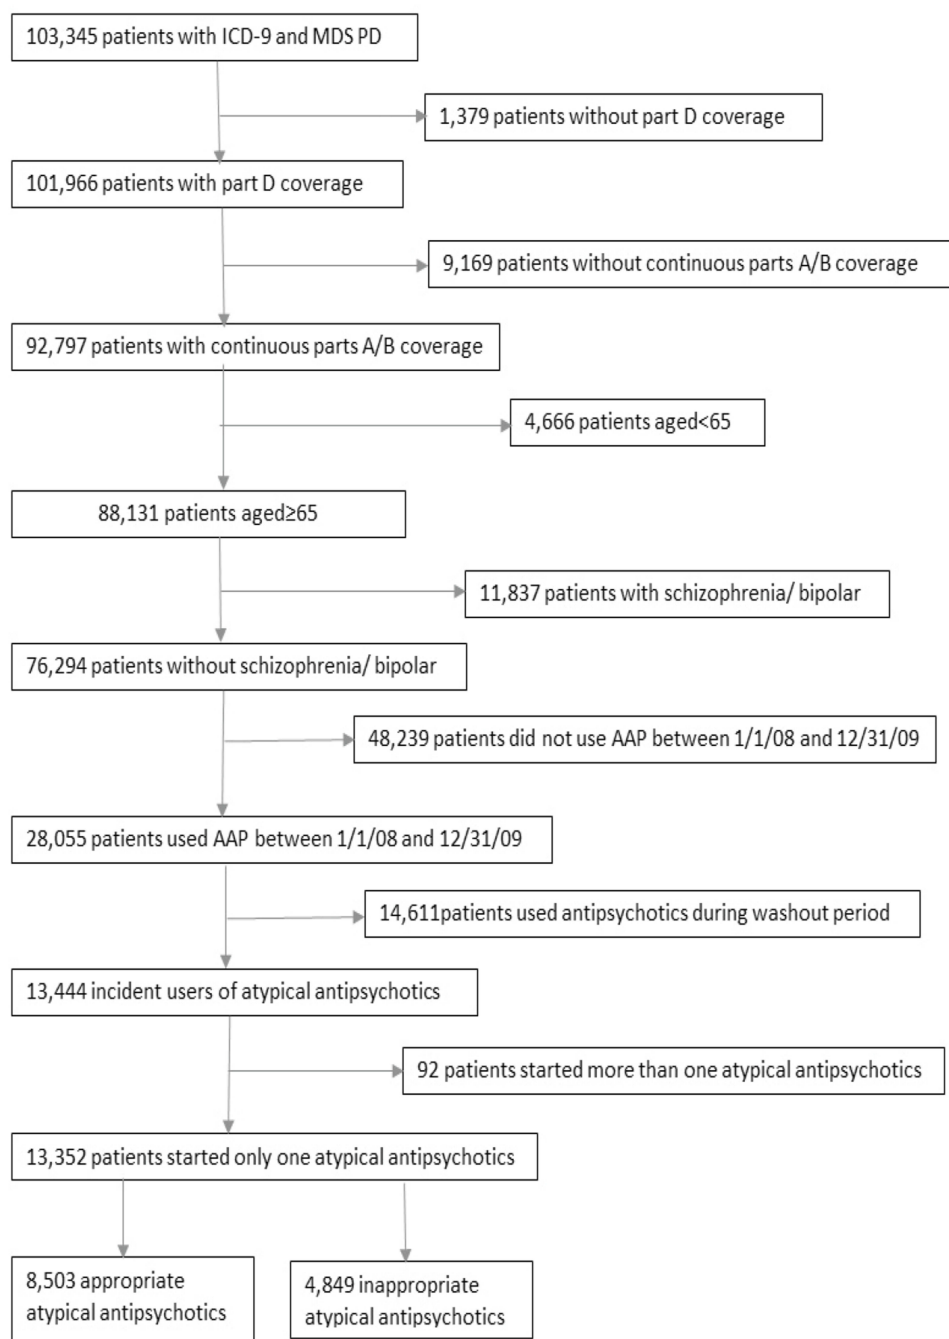 103,345 patients with ICD-9 and MDS PD
1,379 patients without part D coverage
101,966 patients with part D coverage
9,169 patients without continuous parts A/B coverage
92,797 patients with continuous parts A/B coverage
4,666 patients aged<65
88,131 patients aged≥65
11,837 patients with schizophrenia/ bipolar
76,294 patients without schizophrenia/ bipolar
48,239 patients did not use AAP between 1/1/08 and 12/31/09
28,055 patients used AAP between 1/1/08 and 12/31/09
14,611patients used antipsychotics during washout period
13,444 incident users of atypical antipsychotics
92 patients started more than one atypical antipsychotics
13,352 patients started only one atypical antipsychotics
8,503 appropriate
atypical antipsychotics
4,849 inappropriate
atypical antipsychotics